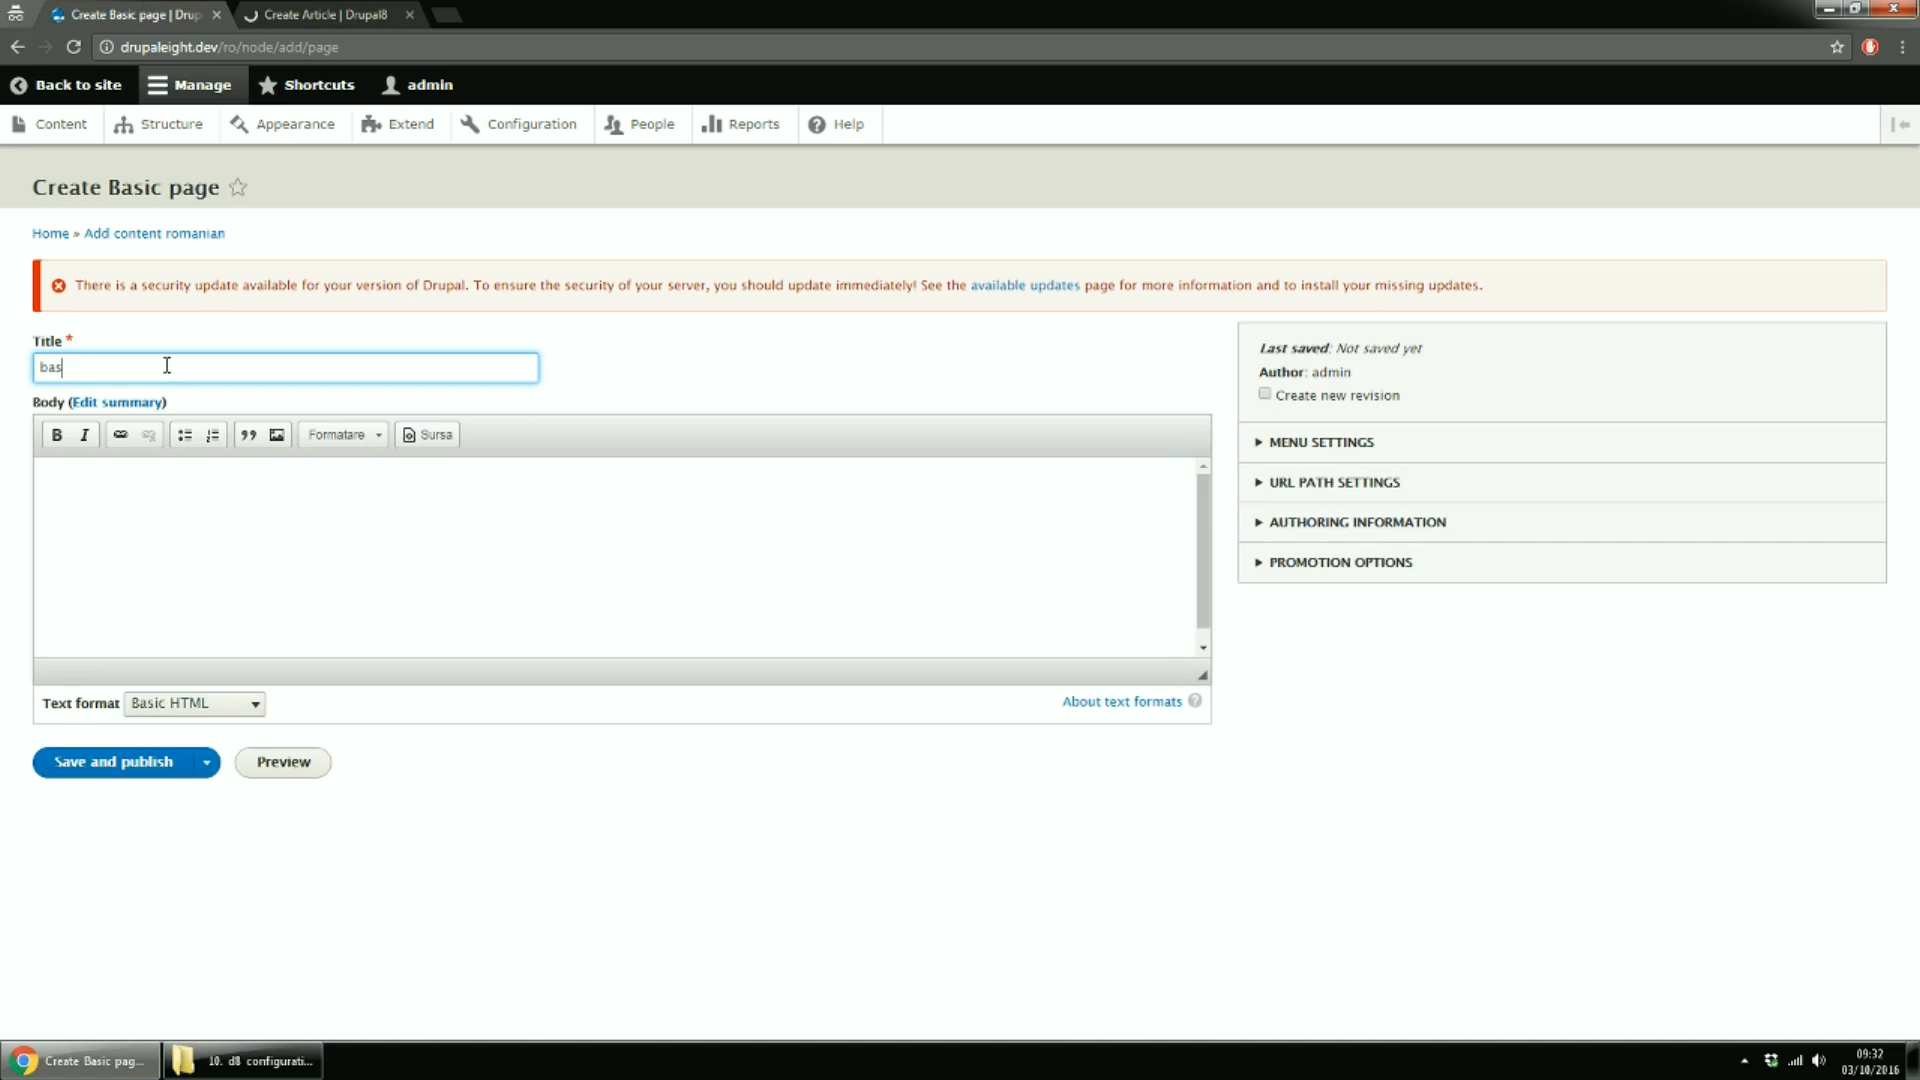 Create Basic page | Drup
Create Article | Drupal8
drupaleight.dev/ro/node/add/page
Back to site
Manage
Shortcuts
admin
Content
Structure
Appearance
Extend
Configuration
People
Reports
Help
Create Basic page
Home » Add content romanian
There is a security update available for your version of Drupal. To ensure the security of your server, you should update immediately! See the available updates page for more information and to install your missing updates.
Title *
bas
Last saved: Not saved yet
Author: admin
Create new revision
MENU SETTINGS
URL PATH SETTINGS
AUTHORING INFORMATION
PROMOTION OPTIONS
Body (Edit summary)
B I
Formatare
Sursa
Text format Basic HTML
About text formats ?
Save and publish
Preview
Create Basic pag...
10. d8 configurati...
09:32
03/10/2016